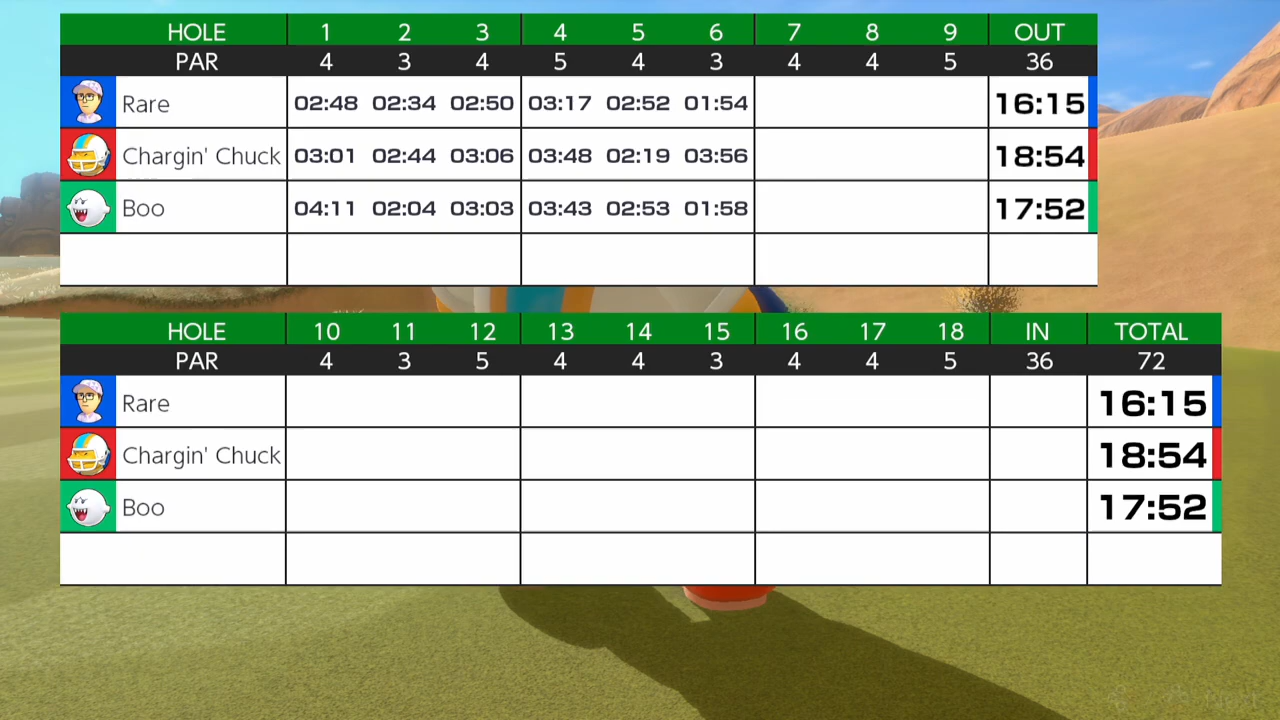 HOLE 1 2 3 4 5 6 7 8 9 OUT
PAR 4 3 4 5 4 3 4 4 5 36
Rare 02:48 02:34 02:50 03:17 02:52 01:54 16:15
Chargin' Chuck 03:01 02:44 03:06 03:48 02:19 03:56 18:54
Boo 04:11 02:04 03:03 03:43 02:53 01:58 17:52
HOLE 10 11 12 13 14 15 16 17 18 IN TOTAL
PAR 4 3 5 4 4 3 4 4 5 36 72
Rare 16:15
Chargin' Chuck 18:54
Boo 17:52